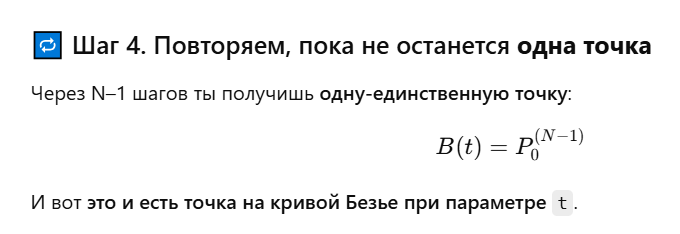 🔁 Шаг 4. Повторяем, пока не останется одна точка
Через N–1 шагов ты получишь одну-единственную точку:
B(t) = P₀⁽ᴺ⁻¹⁾
И вот это и есть точка на кривой Безье при параметре t.